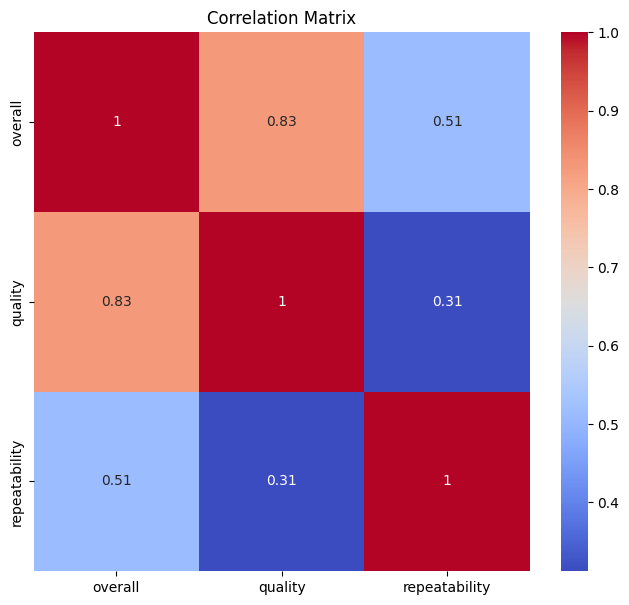 Correlation Matrix
overall
1
0.83
0.51
quality
0.83
1
0.31
repeatability
0.51
0.31
1
overall
quality
repeatability
1.0
0.9
0.8
0.7
0.6
0.5
0.4